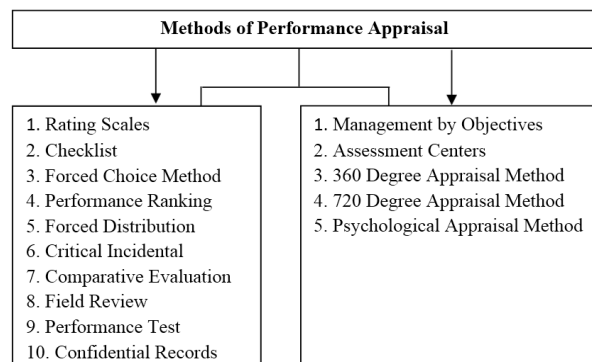 Methods of Performance Appraisal
1. Rating Scales
2. Checklist
3. Forced Choice Method
4. Performance Ranking
5. Forced Distribution
6. Critical Incidental
7. Comparative Evaluation
8. Field Review
9. Performance Test
10. Confidential Records
1. Management by Objectives
2. Assessment Centers
3. 360 Degree Appraisal Method
4. 720 Degree Appraisal Method
5. Psychological Appraisal Method